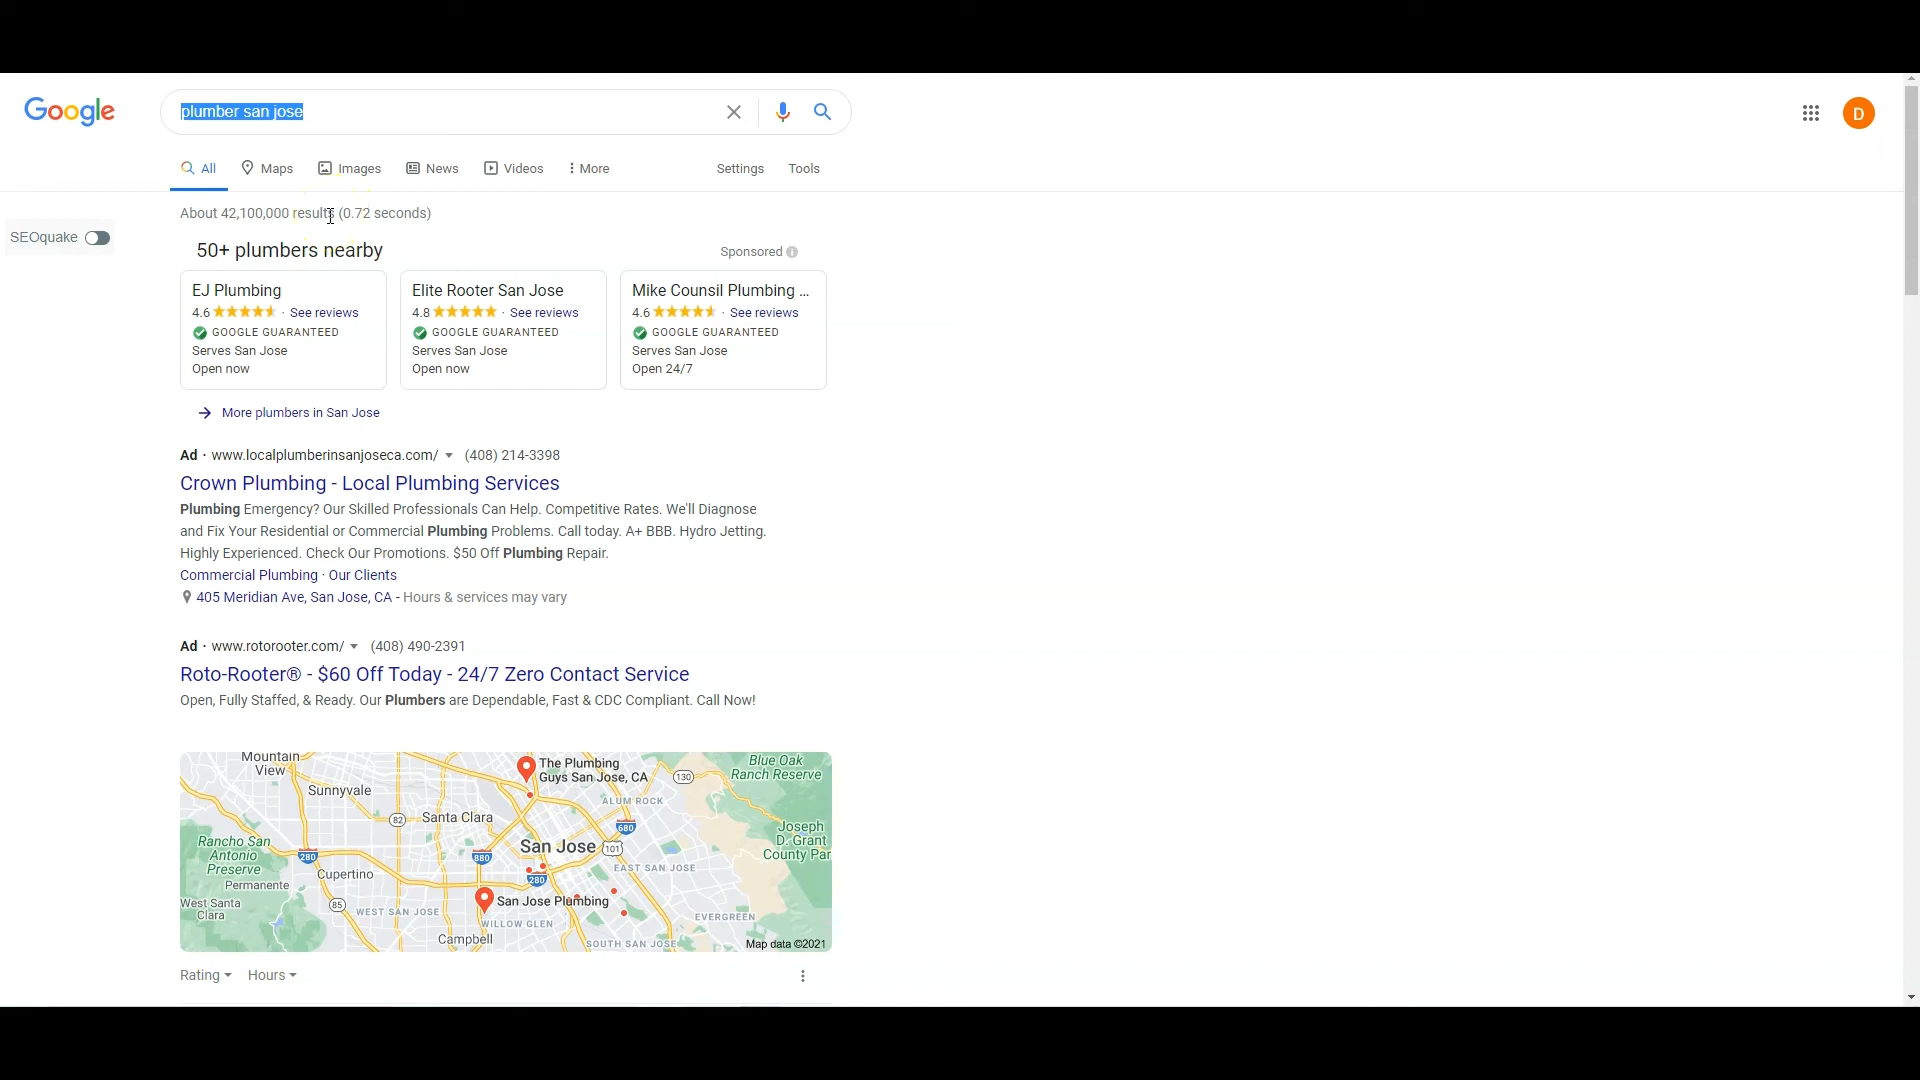 Google
plumber san jose
D
All Maps Images News Videos More Settings Tools
About 42,100,000 results (0.72 seconds)
SEOquake
50+ plumbers nearby
Sponsored
EJ Plumbing
4.6 · See reviews
GOOGLE GUARANTEED
Serves San Jose
Open now
Elite Rooter San Jose
4.8 · See reviews
GOOGLE GUARANTEED
Serves San Jose
Open now
Mike Counsil Plumbing ...
4.6 · See reviews
GOOGLE GUARANTEED
Serves San Jose
Open 24/7
More plumbers in San Jose
Ad · www.localplumberinsanjoseca.com/ (408) 214-3398
Crown Plumbing - Local Plumbing Services
Plumbing Emergency? Our Skilled Professionals Can Help. Competitive Rates. We'll Diagnose
and Fix Your Residential or Commercial Plumbing Problems. Call today. A+ BBB. Hydro Jetting.
Highly Experienced. Check Our Promotions. $50 Off Plumbing Repair.
Commercial Plumbing · Our Clients
405 Meridian Ave, San Jose, CA - Hours & services may vary
Ad · www.rotorooter.com/ (408) 490-2391
Roto-Rooter® - $60 Off Today - 24/7 Zero Contact Service
Open, Fully Staffed, & Ready. Our Plumbers are Dependable, Fast & CDC Compliant. Call Now!
Mountain
View
The Plumbing
Guys San Jose, CA
130
Blue Oak
Ranch Reserve
Sunnyvale
ALUM ROCK
82
Santa Clara
680
Joseph
D. Grant
County Par
Rancho San
Antonio
Preserve
280
880
San Jose
101
Permanente
Cupertino
280
EAST SAN JOSE
West Santa
Clara
85
WEST SAN JOSE
San Jose Plumbing
WILLOW GLEN
EVERGREEN
Campbell
SOUTH SAN JOSE
Map data ©2021
Rating Hours